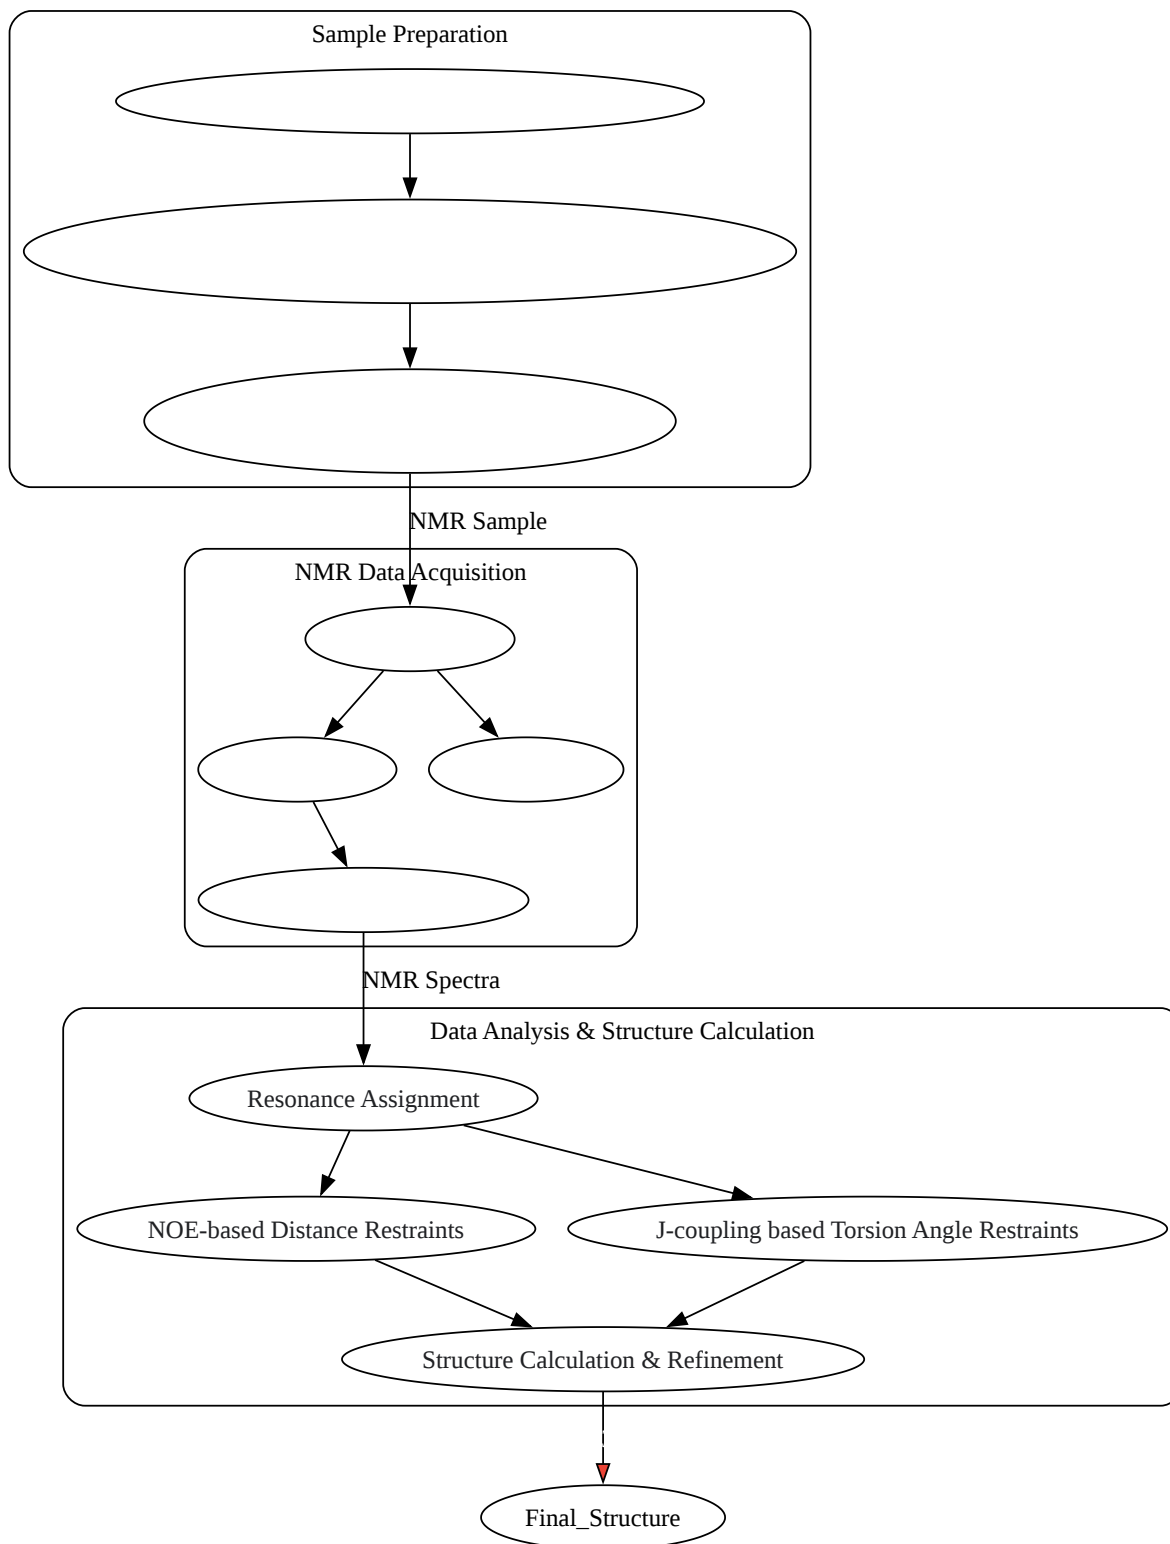 Sample Preparation
NMR Sample
NMR Data Acquisition
NMR Spectra
Data Analysis & Structure Calculation
Resonance Assignment
NOE-based Distance Restraints
J-coupling based Torsion Angle Restraints
Structure Calculation & Refinement
Final_Structure